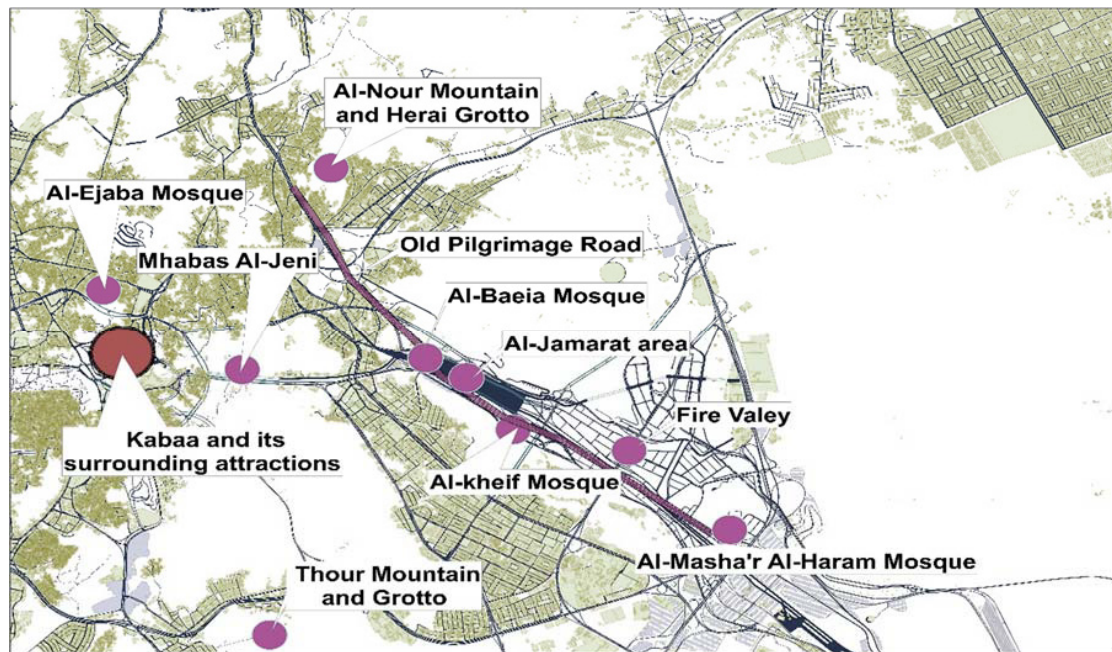 Al-Nour Mountain
and Herai Grotto
Al-Ejaba Mosque
Mhabas Al-Jeni
Old Pilgrimage Road
Al-Baeia Mosque
Al-Jamarat area
Fire Valey
Kabaa and its
surrounding attractions
Al-kheif Mosque
Al-Masha'r Al-Haram Mosque
Thour Mountain
and Grotto